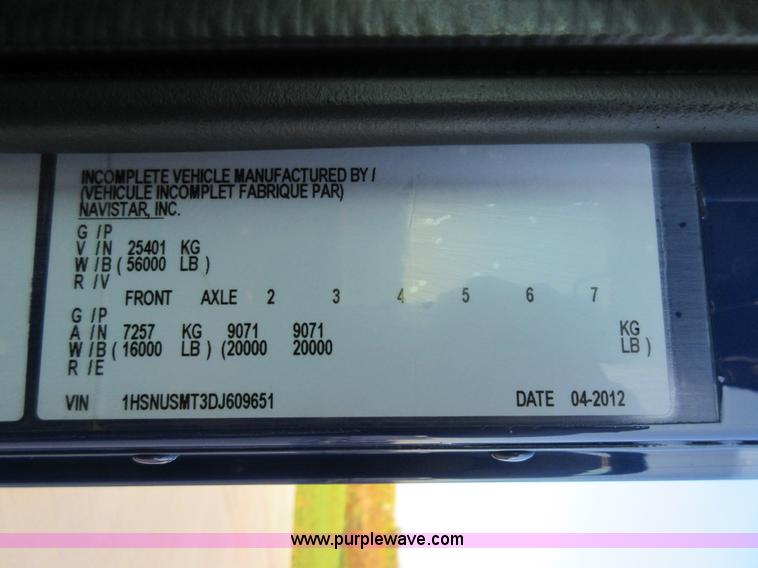 INCOMPLETE VEHICLE MANUFACTURED BY /
(VEHICULE INCOMPLET FABRIQUE PAR)
NAVISTAR, INC.
G /P
V /N 25401 KG
W/B ( 56000 LB )
R /V
FRONT AXLE 2 3 4 5 6 7
G /P
A /N 7257 KG 9071 9071 KG
W/B ( 16000 LB ) (20000 20000 LB )
R /E
VIN 1HSNUSMT3DJ609651 DATE 04-2012
www.purplewave.com